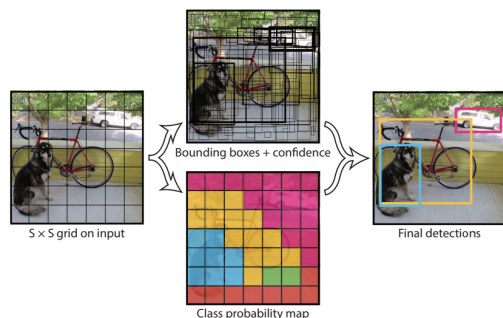 Bounding boxes + confidence
S × S grid on input
Final detections
Class probability map